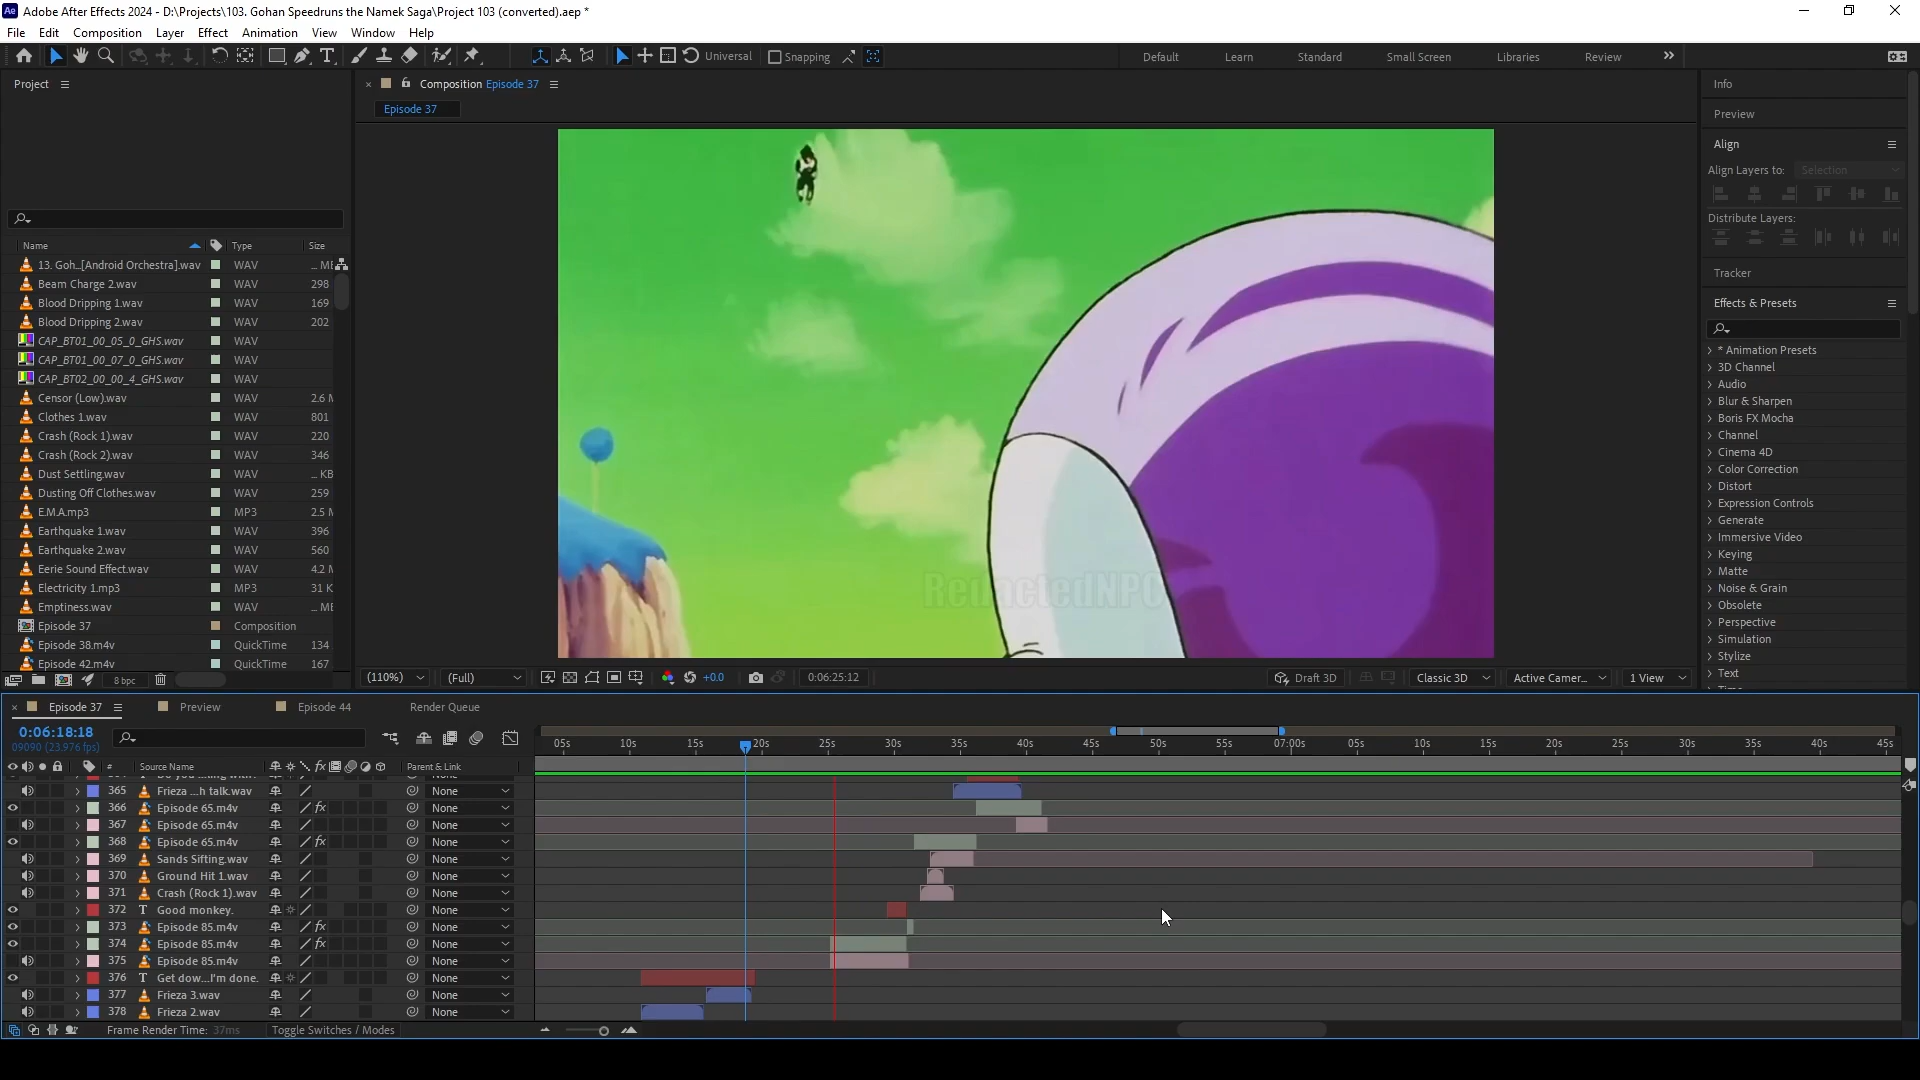 Adobe After Effects 2024 - D:\Projects\103. Gohan Speedruns the Namek Saga\Project 103 (converted).aep *
File Edit Composition Layer Effect Animation View Window Help
Universal Snapping Default Learn Standard Small Screen Libraries Review
Project
Composition Episode 37
Episode 37
RedactedNPC
Name Type Size
13. Goh..[Android Orchestra].wav WAV ... ME
Beam Charge 2.wav WAV 298
Blood Dripping 1.wav WAV 169
Blood Dripping 2.wav WAV 202
CAP_BT01_00_05_0_GHS.wav WAV
CAP_BT01_00_07_0_GHS.wav WAV
CAP_BT02_00_00_4_GHS.wav WAV
Censor (Low).wav WAV 2.6 M
Clothes 1.wav WAV 801
Crash (Rock 1).wav WAV 220
Crash (Rock 2).wav WAV 346
Dust Settling.wav WAV ... KB
Dusting Off Clothes.wav WAV 259
E.M.A.mp3 MP3 2.5 M
Earthquake 1.wav WAV 396
Earthquake 2.wav WAV 560
Eerie Sound Effect.wav WAV 4.2 M
Electricity 1.mp3 MP3 31 K
Emptiness.wav WAV ... ME
Episode 37 Composition
Episode 38.m4v QuickTime 134
Episode 42.m4v QuickTime 167
8 bpc
(110%) (Full) +0.0 0:06:25:12 Draft 3D Classic 3D Active Camer... 1 View
Info
Preview
Align
Align Layers to: Selection
Distribute Layers:
Tracker
Effects & Presets
* Animation Presets
3D Channel
Audio
Blur & Sharpen
Boris FX Mocha
Channel
Cinema 4D
Color Correction
Distort
Expression Controls
Generate
Immersive Video
Keying
Matte
Noise & Grain
Obsolete
Perspective
Simulation
Stylize
Text
Episode 37 Preview Episode 44 Render Queue
0:06:18:18
09090 (23.976 fps)
05s 10s 15s 20s 25s 30s 35s 40s 45s 50s 55s 07:00s 05s 10s 15s 20s 25s 30s 35s 40s 45s
# Source Name Parent & Link
365 Frieza ...h talk.wav None
366 Episode 65.m4v fx None
367 Episode 65.m4v None
368 Episode 65.m4v fx None
369 Sands Sifting.wav None
370 Ground Hit 1.wav None
371 Crash (Rock 1).wav None
372 T Good monkey. None
373 Episode 85.m4v fx None
374 Episode 85.m4v fx None
375 Episode 85.m4v None
376 T Get dow...I'm done. None
377 Frieza 3.wav None
378 Frieza 2.wav None
Frame Render Time: 37ms Toggle Switches / Modes